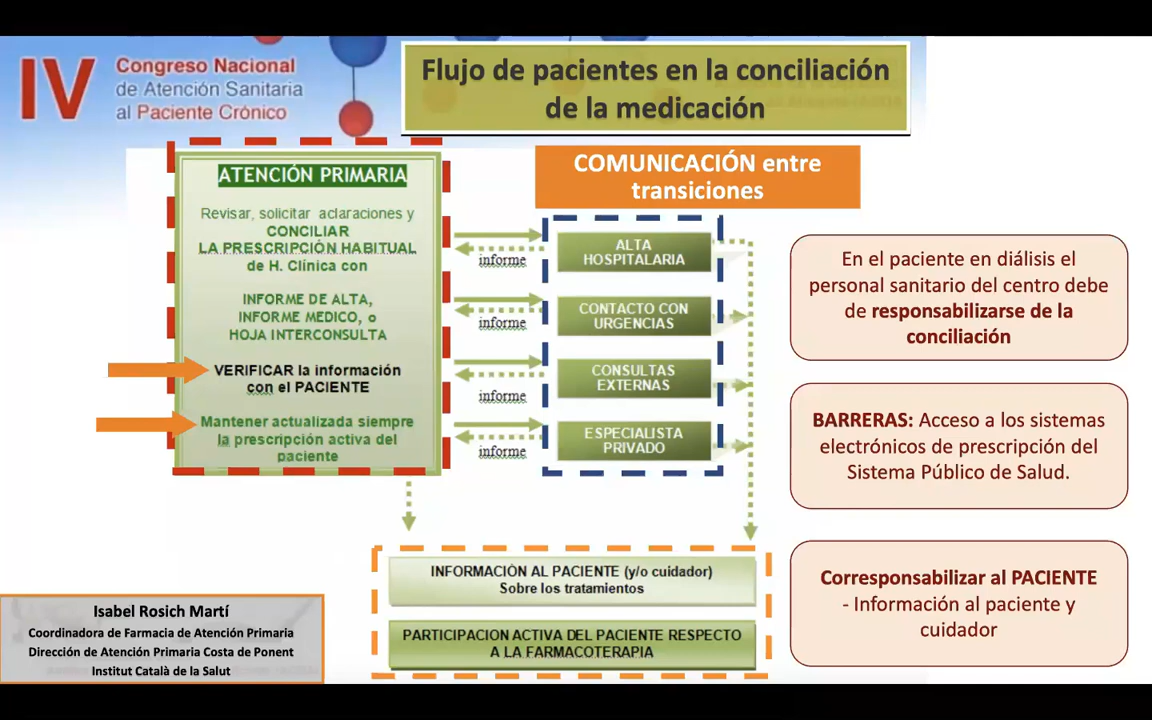 IV
Congreso Nacional
de Atención Sanitaria
al Paciente Crónico
Flujo de pacientes en la conciliación
de la medicación
ATENCIÓN PRIMARIA
Revisar, solicitar aclaraciones y
CONCILIAR
LA PRESCRIPCIÓN HABITUAL
de H. Clínica con
INFORME DE ALTA,
INFORME MEDICO, o
HOJA INTERCONSULTA
VERIFICAR la información
con el PACIENTE
Mantener actualizada siempre
la prescripción activa del
paciente
COMUNICACIÓN entre
transiciones
informe
ALTA
HOSPITALARIA
informe
CONTACTO CON
URGENCIAS
informe
CONSULTAS
EXTERNAS
informe
ESPECIALISTA
PRIVADO
En el paciente en diálisis el
personal sanitario del centro debe
de responsabilizarse de la
conciliación
BARRERAS: Acceso a los sistemas
electrónicos de prescripción del
Sistema Público de Salud.
Corresponsabilizar al PACIENTE
- Información al paciente y
cuidador
INFORMACIÓN AL PACIENTE (y/o cuidador)
Sobre los tratamientos
PARTICIPACION ACTIVA DEL PACIENTE RESPECTO
A LA FARMACOTERAPIA
Isabel Rosich Martí
Coordinadora de Farmacia de Atención Primaria
Dirección de Atención Primaria Costa de Ponent
Institut Català de la Salut